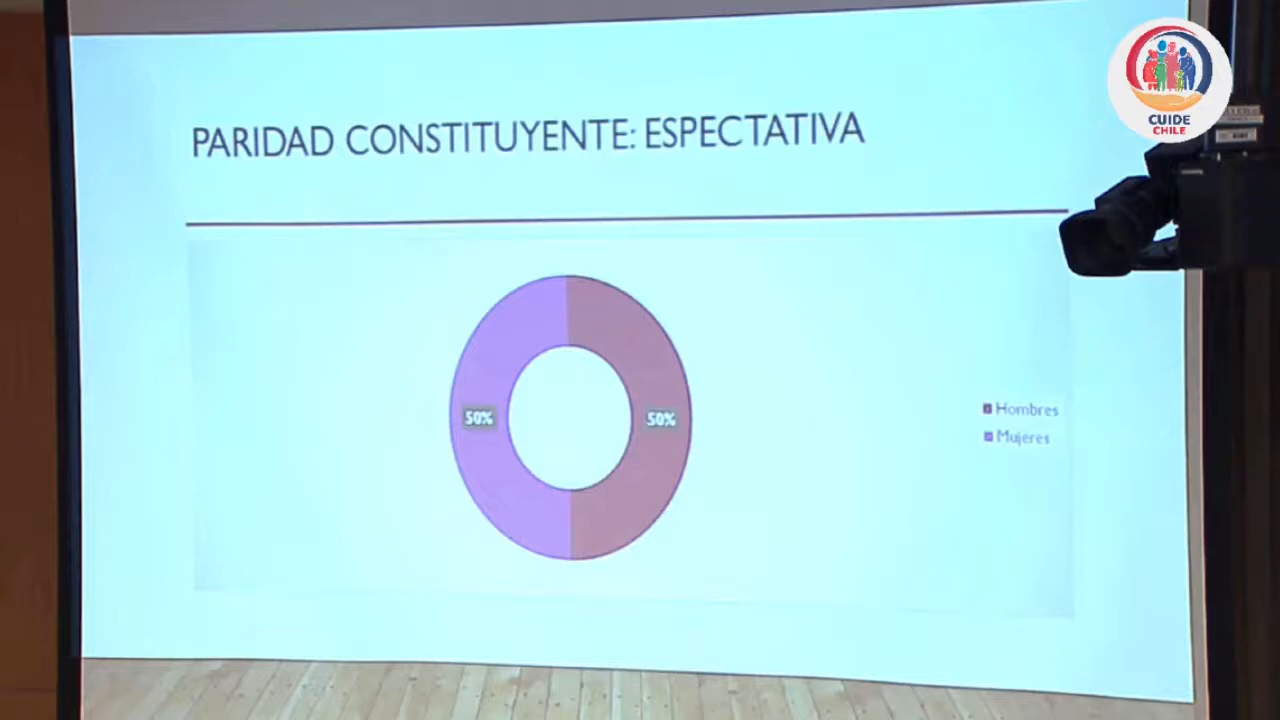 PARIDAD CONSTITUYENTE: ESPECTATIVA
50%
50%
Hombres
Mujeres
CUIDE
CHILE